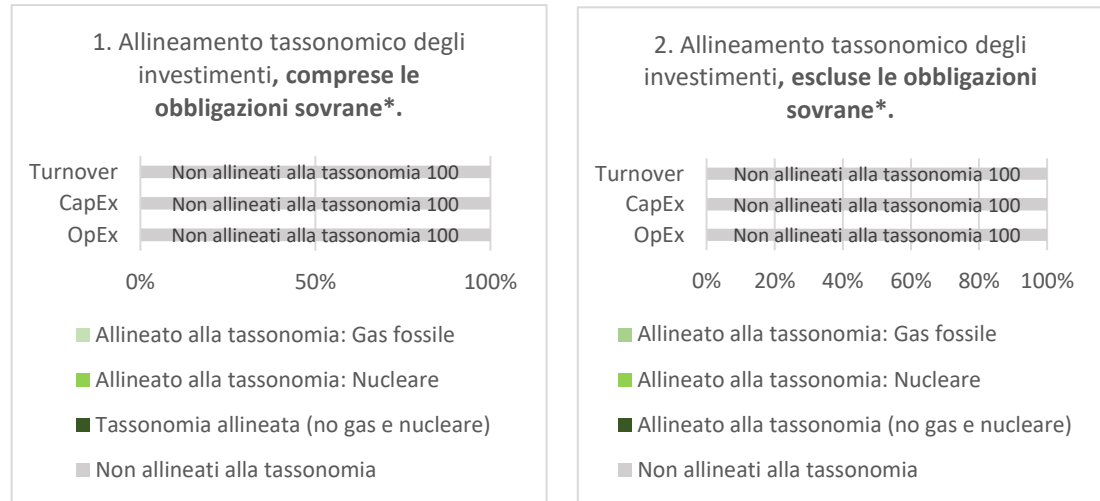 1. Allineamento tassonomico degli
investimenti, comprese le
obbligazioni sovrane*.
Turnover
Non allineati alla tassonomia 100
CapEx
Non allineati alla tassonomia 100
OpEx
Non allineati alla tassonomia 100
0% 50% 100%
Allineato alla tassonomia: Gas fossile
Allineato alla tassonomia: Nucleare
Tassonomia allineata (no gas e nucleare)
Non allineati alla tassonomia
2. Allineamento tassonomico degli
investimenti, escluse le obbligazioni
sovrane*.
Turnover
Non allineati alla tassonomia 100
CapEx
Non allineati alla tassonomia 100
OpEx
Non allineati alla tassonomia 100
0% 20% 40% 60% 80% 100%
Allineato alla tassonomia: Gas fossile
Allineato alla tassonomia: Nucleare
Allineato alla tassonomia (no gas e nucleare)
Non allineati alla tassonomia